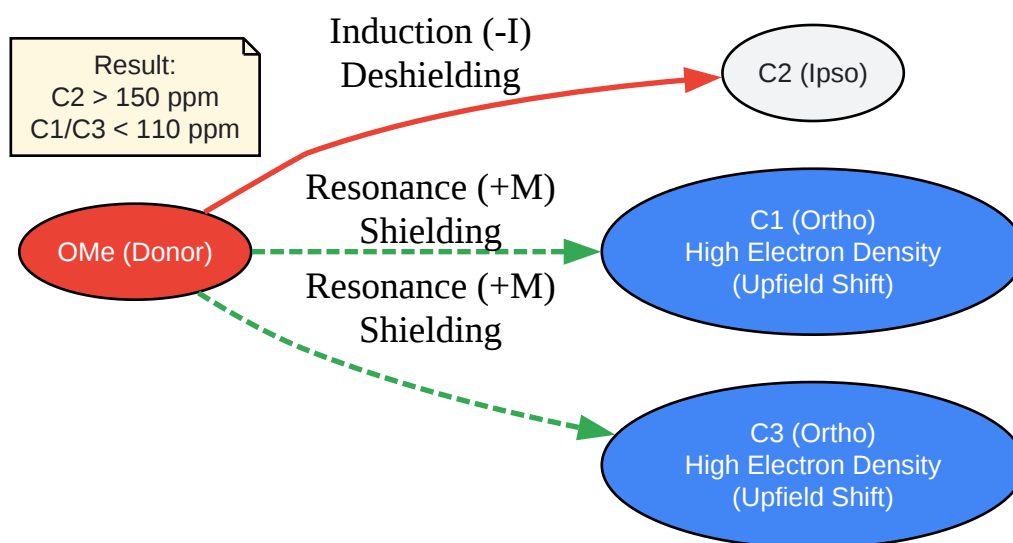 Result:
C2 > 150 ppm
C1/C3 < 110 ppm
Induction (-I)
Deshielding
C2 (Ipso)
OMe (Donor)
Resonance (+M)
Shielding
C1 (Ortho)
High Electron Density
(Upfield Shift)
Resonance (+M)
Shielding
C3 (Ortho)
High Electron Density
(Upfield Shift)